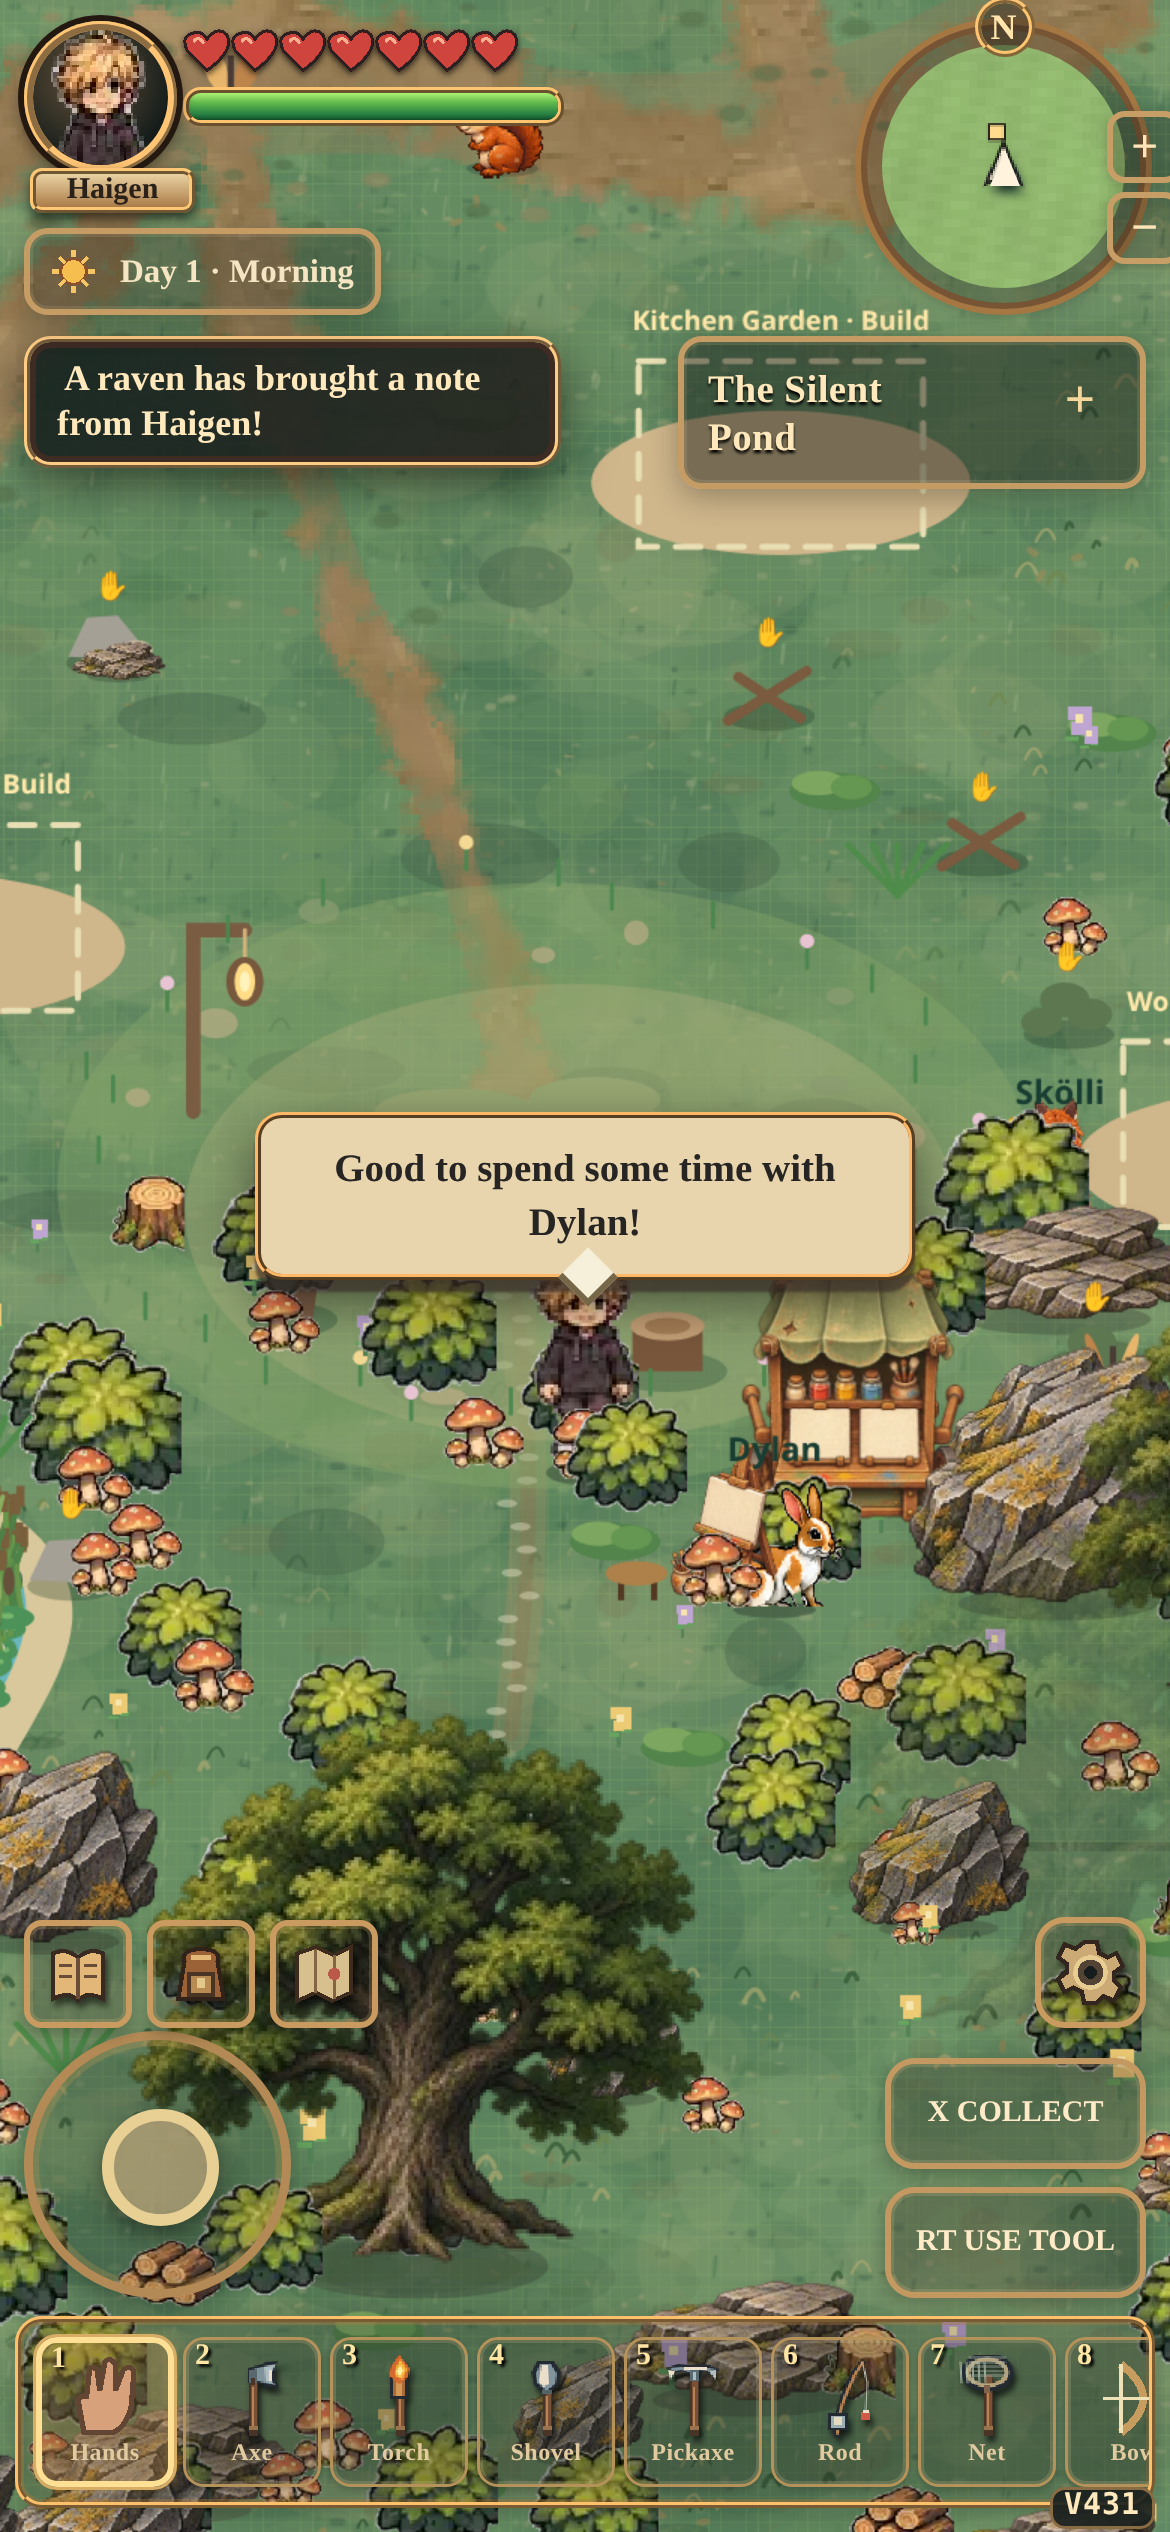 N
+
−
Haigen
Day 1 · Morning
A raven has brought a note
from Haigen!
Kitchen Garden · Build
The Silent
Pond
+
Build
Wo
Skölli
Good to spend some time with
Dylan!
Dylan
X COLLECT
RT USE TOOL
1
Hands
2
Axe
3
Torch
4
Shovel
5
Pickaxe
6
Rod
7
Net
8
Bow
V431